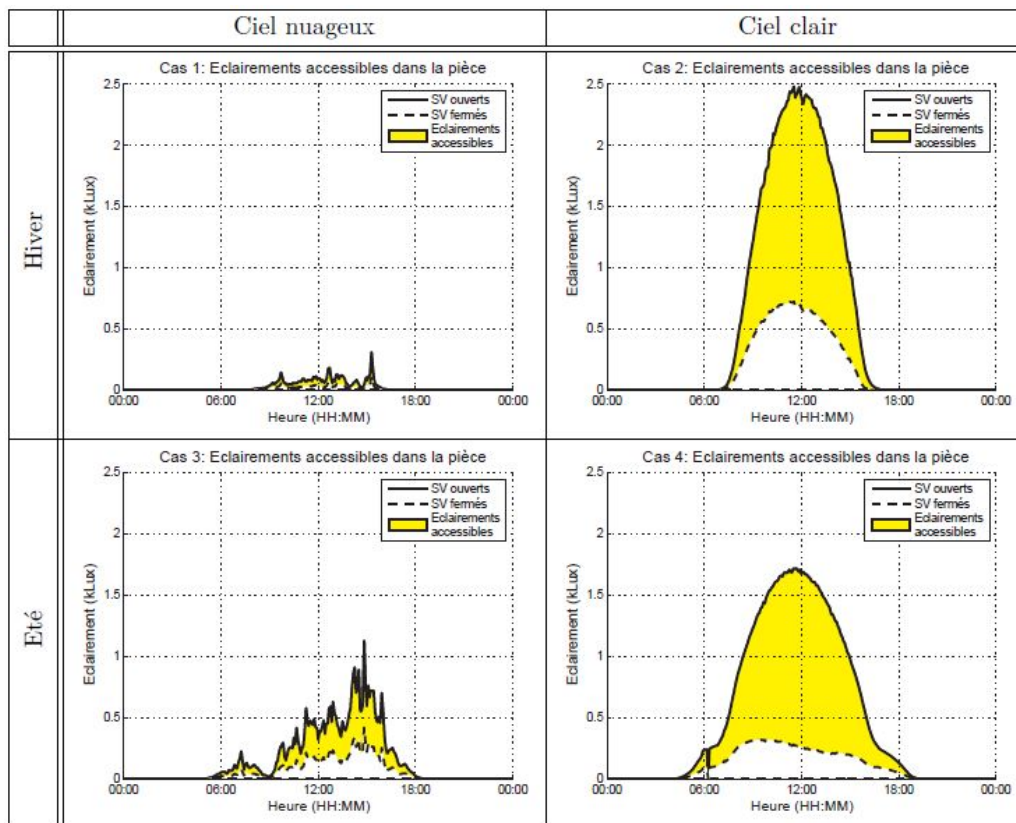 Ciel nuageux
Ciel clair
Hiver
Cas 1: Eclairements accessibles dans la pièce
Eclairement (kLux)
2.5
2
1.5
1
0.5
0
SV ouverts
SV fermés
Eclairements
accessibles
00:00 06:00 12:00 18:00 00:00
Heure (HH:MM)
Cas 2: Eclairements accessibles dans la pièce
Eclairement (kLux)
2.5
2
1.5
1
0.5
0
SV ouverts
SV fermés
Eclairements
accessibles
00:00 06:00 12:00 18:00 00:00
Heure (HH:MM)
Eté
Cas 3: Eclairements accessibles dans la pièce
Eclairement (kLux)
2.5
2
1.5
1
0.5
0
SV ouverts
SV fermés
Eclairements
accessibles
00:00 06:00 12:00 18:00 00:00
Heure (HH:MM)
Cas 4: Eclairements accessibles dans la pièce
Eclairement (kLux)
2.5
2
1.5
1
0.5
0
SV ouverts
SV fermés
Eclairements
accessibles
00:00 06:00 12:00 18:00 00:00
Heure (HH:MM)